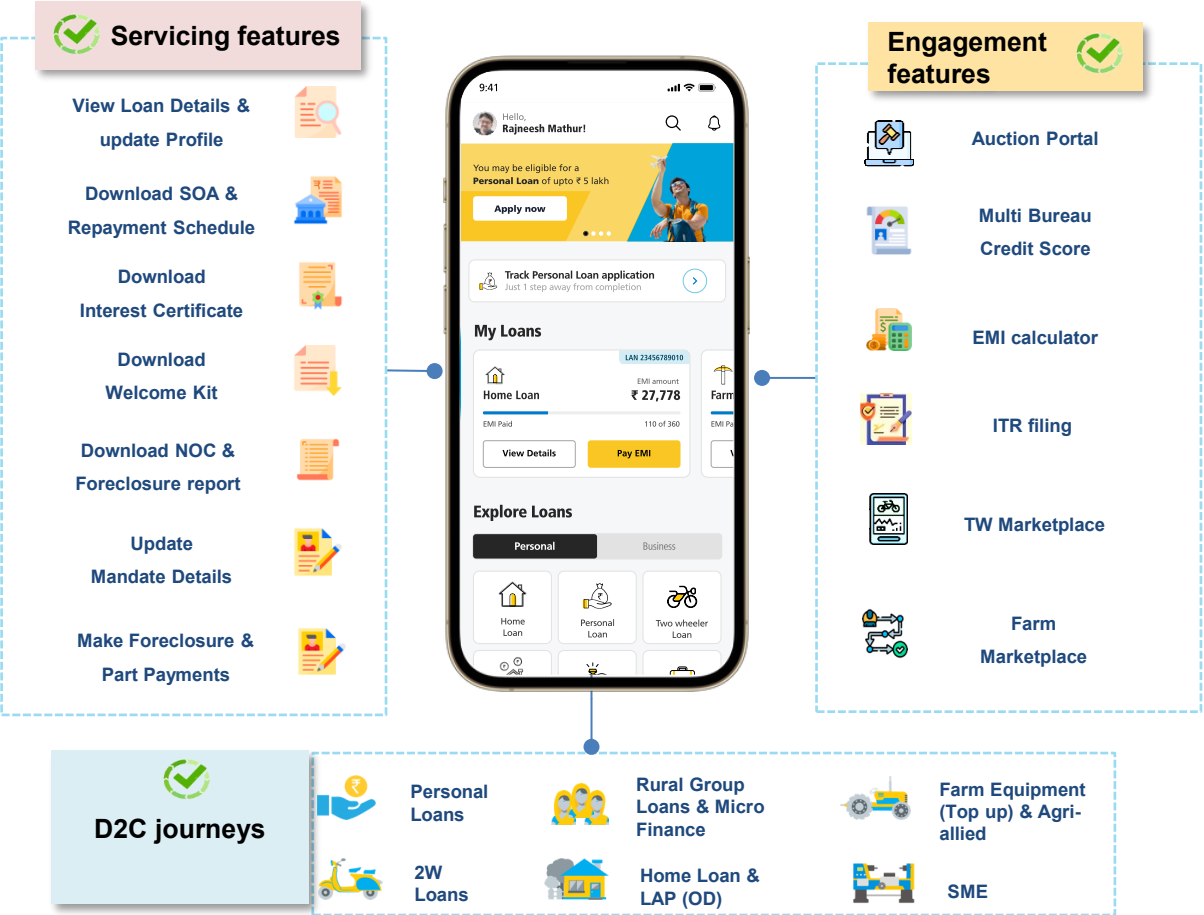 Servicing features
View Loan Details &
update Profile
Download SOA &
Repayment Schedule
Download
Interest Certificate
Download
Welcome Kit
Download NOC &
Foreclosure report
Update
Mandate Details
Make Foreclosure &
Part Payments
9:41
Hello,
Rajneesh Mathur!
You may be eligible for a
Personal Loan of upto ₹ 5 lakh
Apply now
Track Personal Loan application
Just 1 step away from completion
My Loans
LAN 23456789010
EMI amount
Home Loan
₹ 27,778
EMI Paid
110 of 360
View Details
Pay EMI
Farm
EMI Pa
Explore Loans
Personal
Business
Home
Loan
Personal
Loan
Two wheeler
Loan
Engagement
features
Auction Portal
Multi Bureau
Credit Score
EMI calculator
ITR filing
TW Marketplace
Farm
Marketplace
D2C journeys
Personal
Loans
Rural Group
Loans & Micro
Finance
Farm Equipment
(Top up) & Agri-
allied
2W
Loans
Home Loan &
LAP (OD)
SME